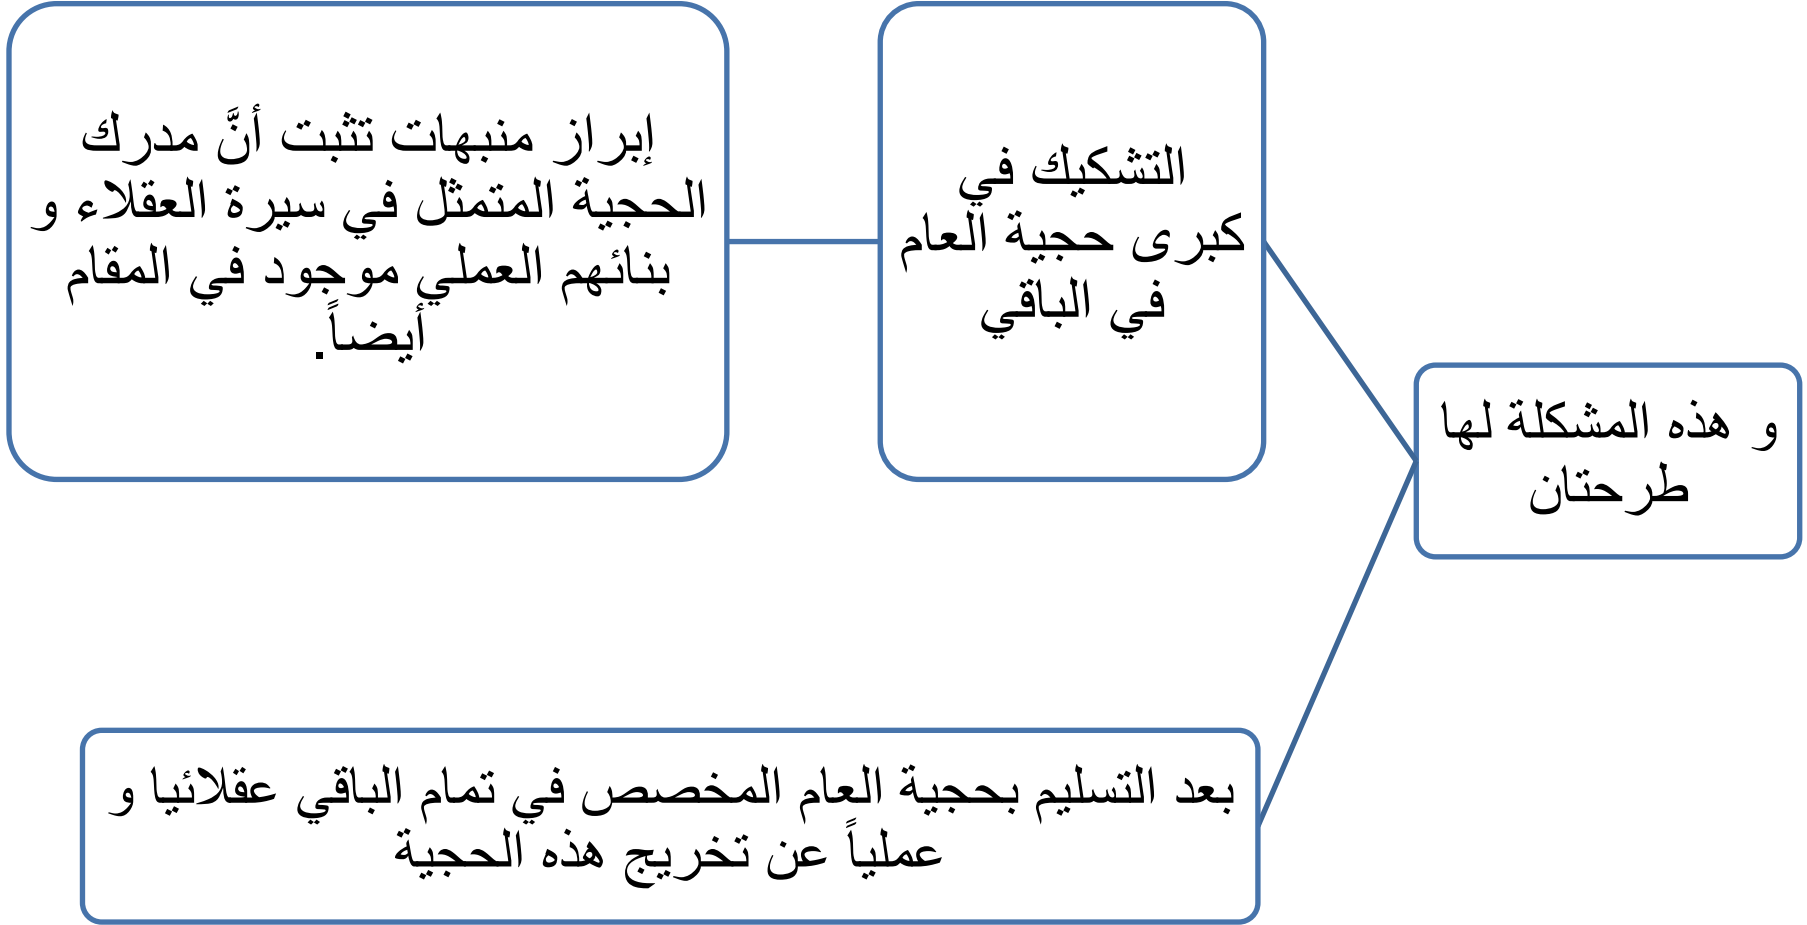 و هذه المشكلة لها
طرحتان
التشكيك في
كبرى حجية العام
في الباقي
إبراز منبهات تثبت أنَّ مدرك
الحجية المتمثل في سيرة العقلاء و
بنائهم العملي موجود في المقام
أيضاً.
بعد التسليم بحجية العام المخصص في تمام الباقي عقلائيا و
عملياً عن تخريج هذه الحجية